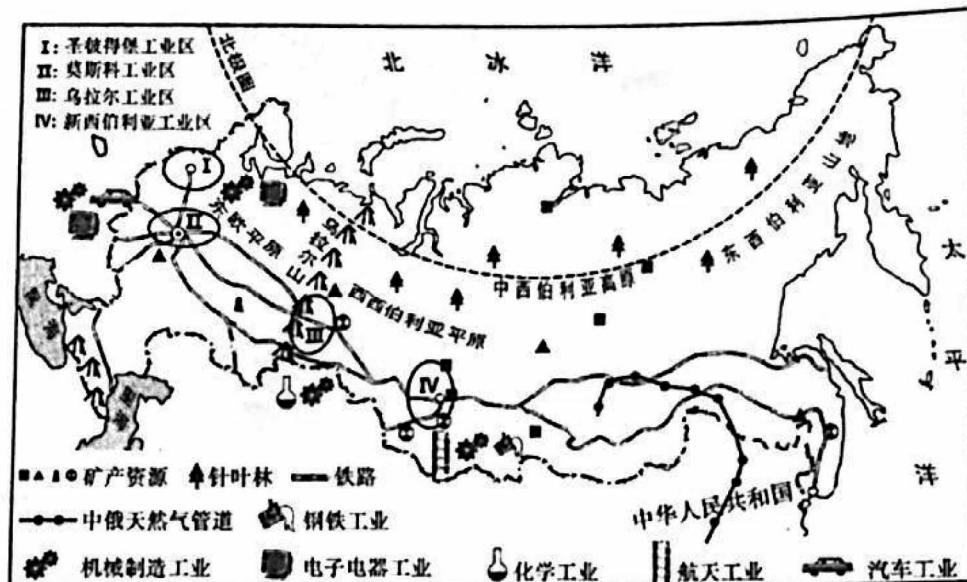 Ⅰ: 圣彼得堡工业区
Ⅱ: 莫斯科工业区
Ⅲ: 乌拉尔工业区
Ⅳ: 新西伯利亚工业区
北极圈
北冰洋
Ⅰ
Ⅱ
东欧平原
乌拉尔山
西西伯利亚平原
中西伯利亚高原
东西伯利亚山地
太平洋
Ⅲ
Ⅳ
中华人民共和国
矿产资源 针叶林 铁路
中俄天然气管道 钢铁工业
机械制造工业 电子电器工业 化学工业 航天工业 汽车工业